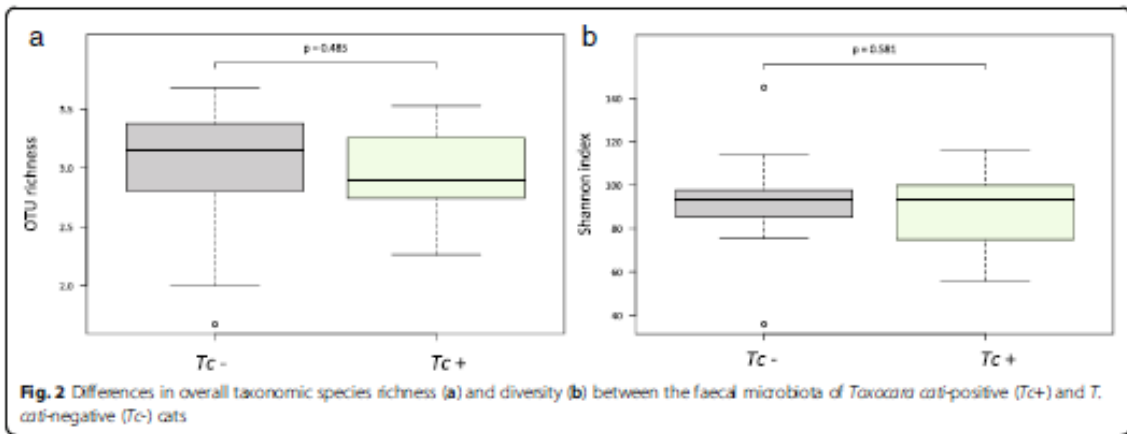 a
p = 0.485
OTU richness
3.5
3.0
2.5
2.0
Tc -
Tc +
b
p = 0.581
Shannon index
140
120
100
80
60
40
Tc -
Tc +
Fig. 2 Differences in overall taxonomic species richness (a) and diversity (b) between the faecal microbiota of Toxocara cati-positive (Tc+) and T.
cati-negative (Tc-) cats